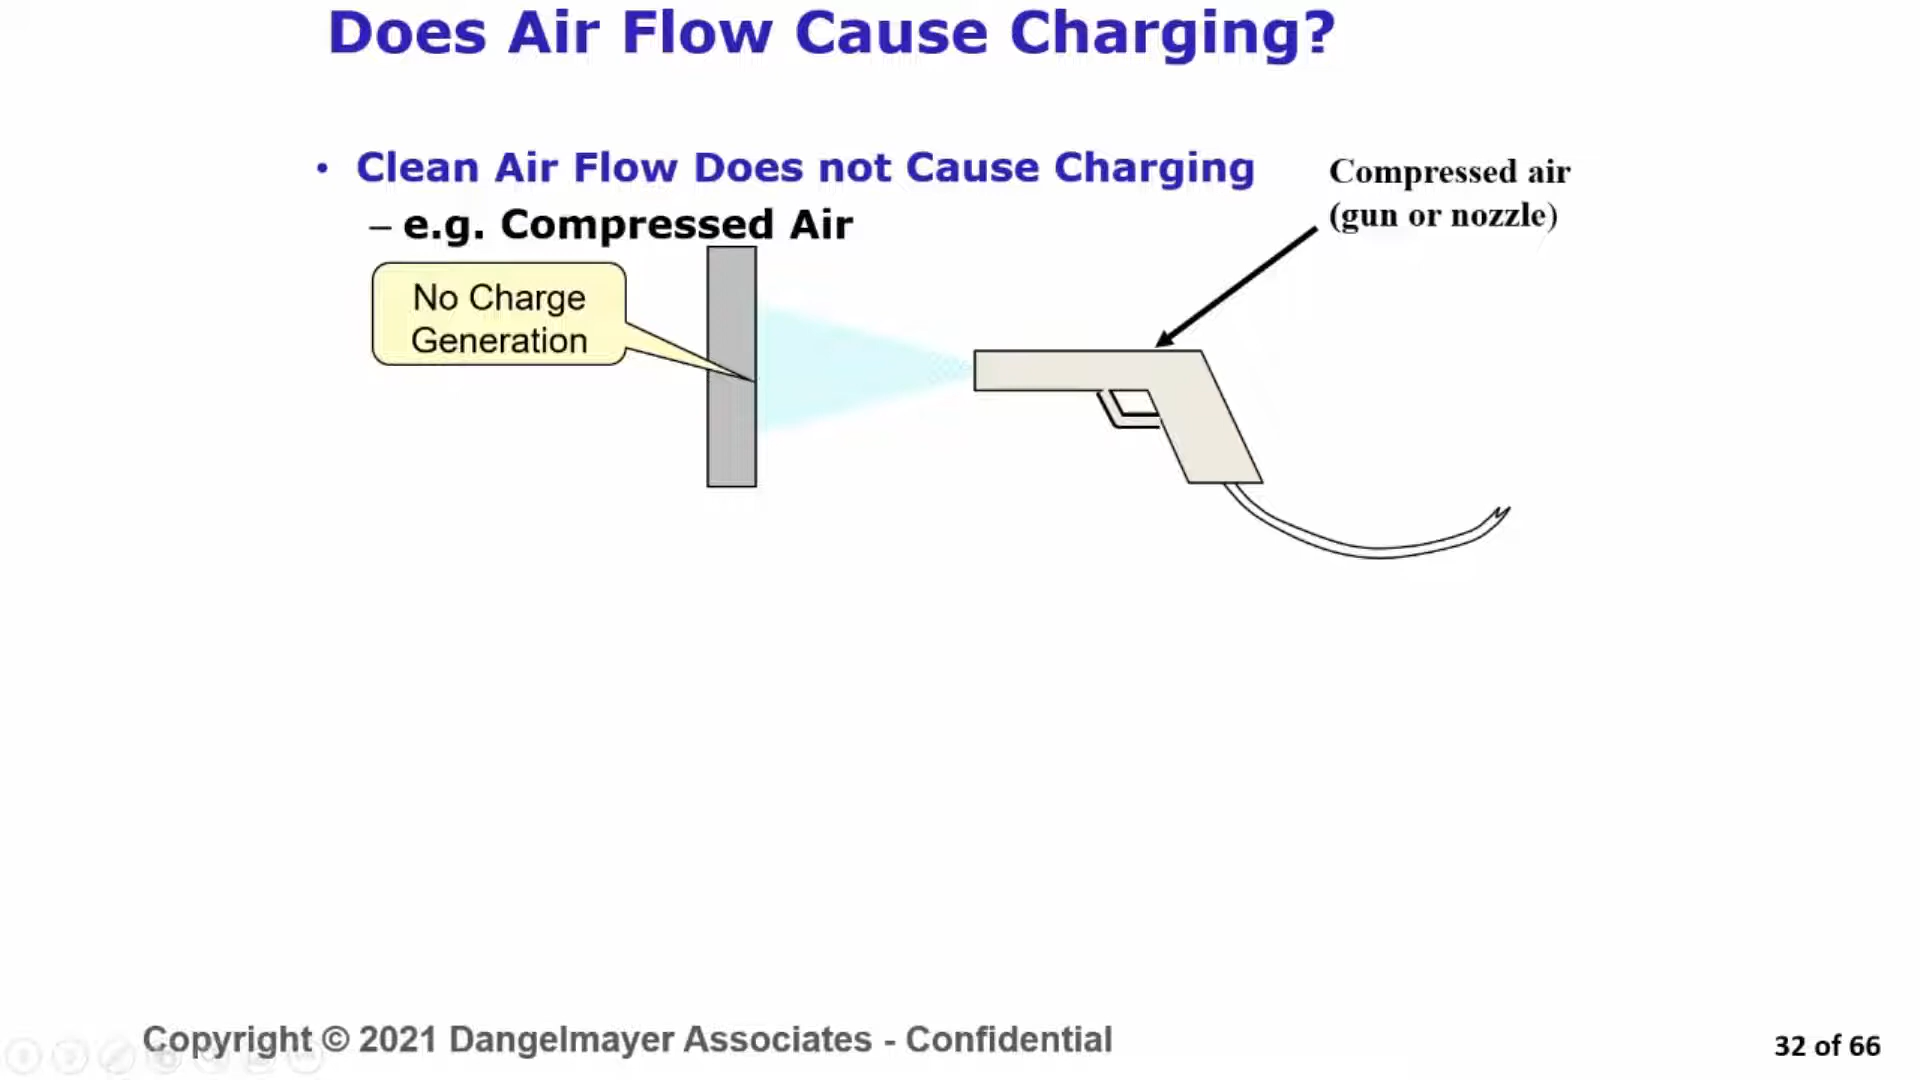 Does Air Flow Cause Charging?
• Clean Air Flow Does not Cause Charging
– e.g. Compressed Air
Compressed air
(gun or nozzle)
No Charge
Generation
Copyright © 2021 Dangelmayer Associates - Confidential
32 of 66